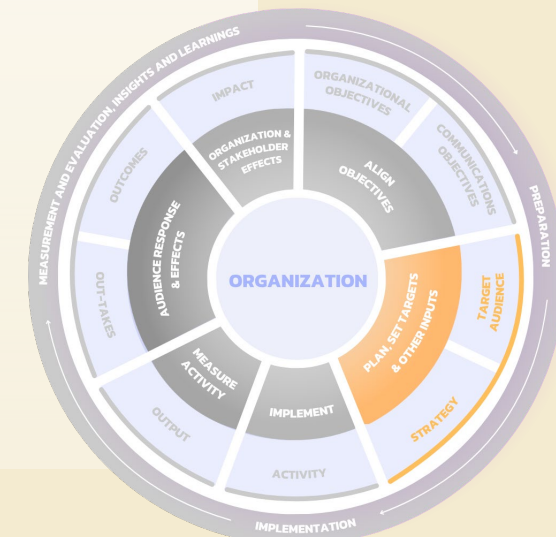 MEASUREMENT AND EVALUATION, INSIGHTS AND LEARNINGS
PREPARATION
IMPLEMENTATION
ORGANIZATIONAL
OBJECTIVES
COMMUNICATIONS
OBJECTIVES
TARGET
AUDIENCE
STRATEGY
ACTIVITY
OUTPUT
OUT-TAKES
OUTCOMES
IMPACT
ALIGN
OBJECTIVES
PLAN, SET TARGETS
& OTHER INPUTS
IMPLEMENT
MEASURE
ACTIVITY
AUDIENCE RESPONSE
& EFFECTS
ORGANIZATION &
STAKEHOLDER
EFFECTS
ORGANIZATION